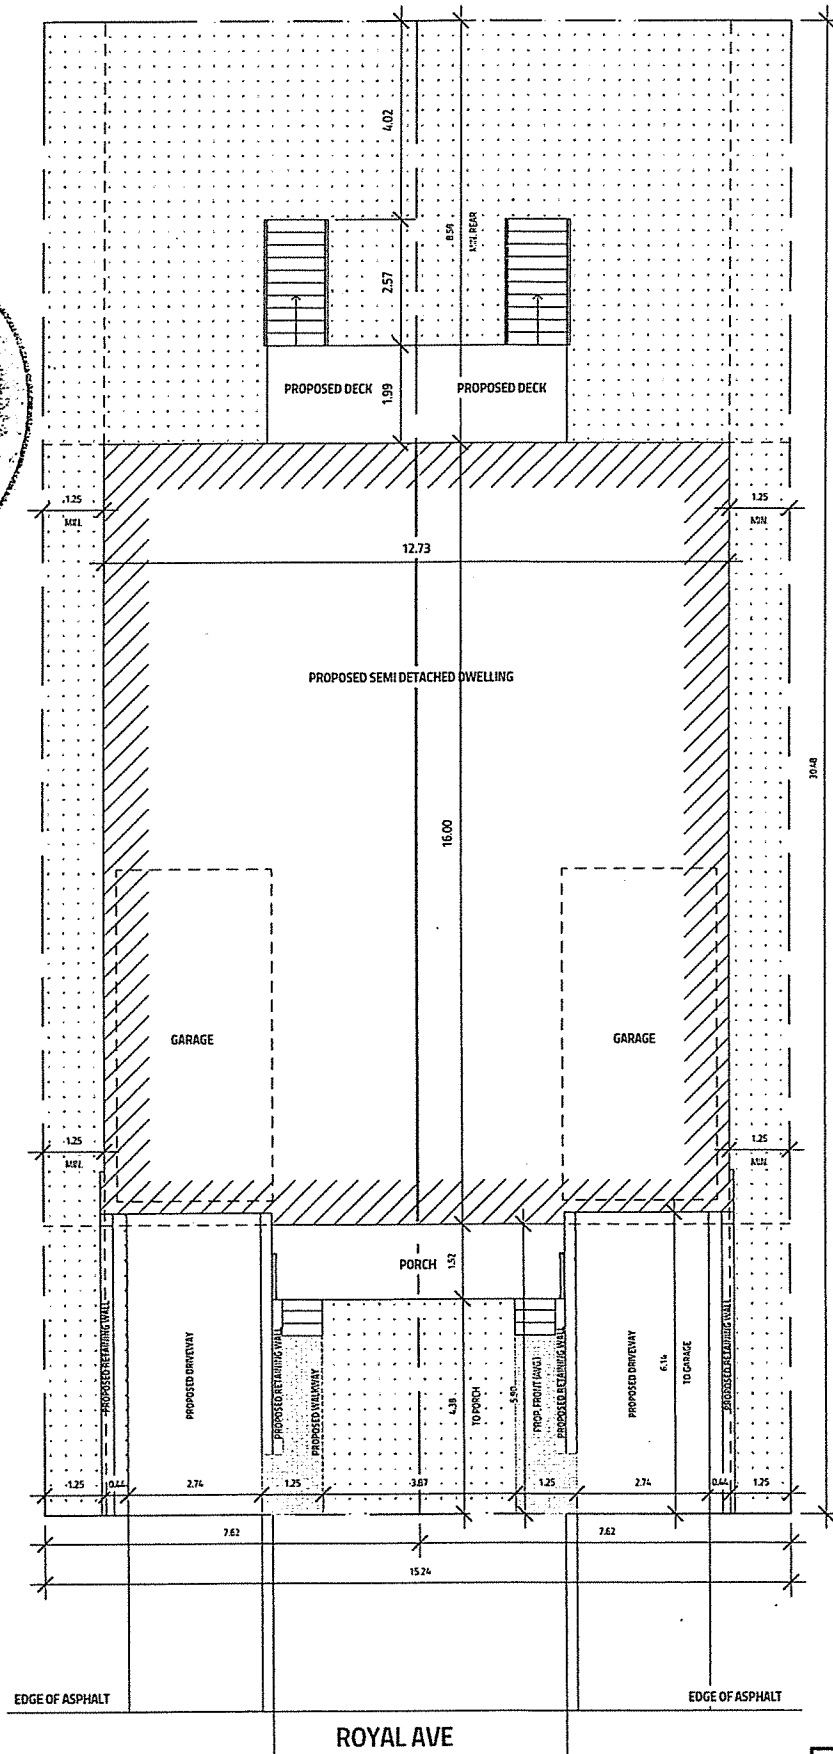 4.02
8.58
MIN. REAR
2.57
PROPOSED DECK
1.99
PROPOSED DECK
1.25
MIN.
1.25
MIN.
12.73
PROPOSED SEMI DETACHED DWELLING
30.48
16.00
GARAGE
GARAGE
1.25
MIN.
1.25
MIN.
PORCH
1.52
PROPOSED RETAINING WALL
PROPOSED DRIVEWAY
PROPOSED RETAINING WALL
PROPOSED WALKWAY
4.38
TO PORCH
5.90
PROP. FRONT (AVG)
PROPOSED RETAINING WALL
PROPOSED DRIVEWAY
6.14
TO GARAGE
PROPOSED RETAINING WALL
1.25
0.44
2.74
1.25
3.87
1.25
2.74
0.44
1.25
7.62
7.62
15.24
EDGE OF ASPHALT
EDGE OF ASPHALT
ROYAL AVE